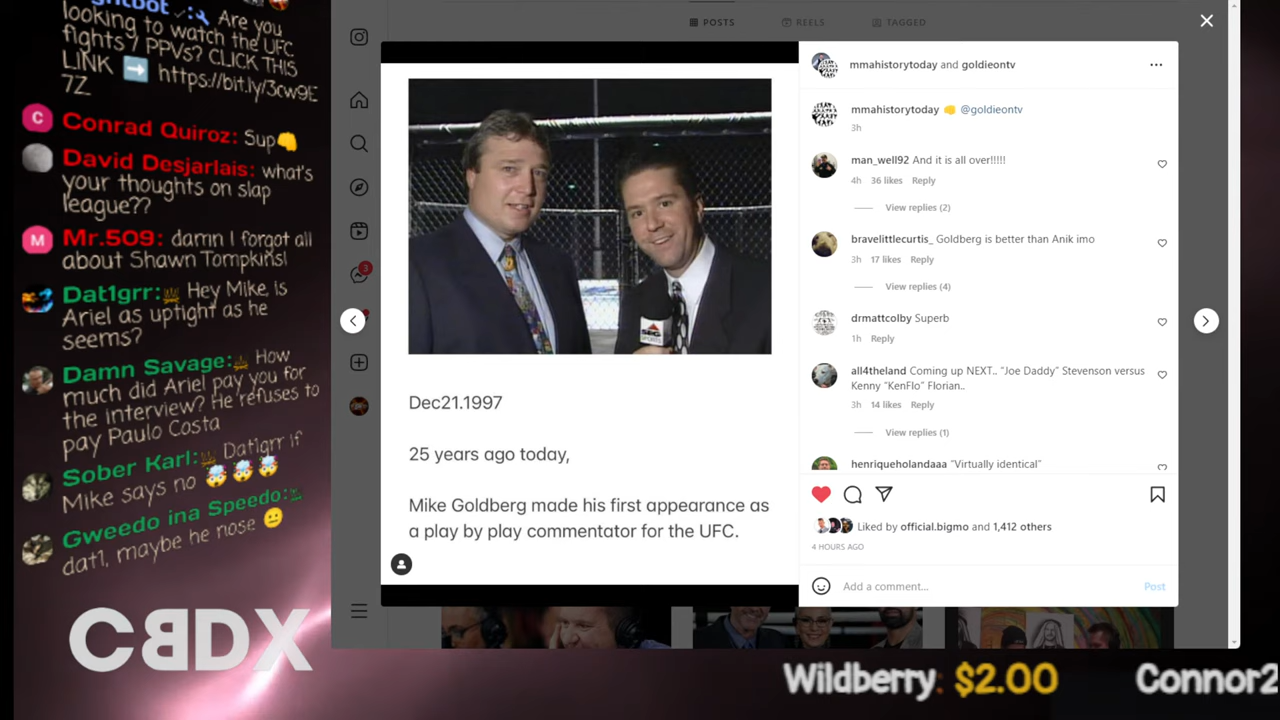 looking to watch the UFC
fights / PPVs? CLICK THIS
LINK ➡️ https://bit.ly/3cw9E
7Z
Conrad Quiroz: Sup👊
David Desjarlais: what's
your thoughts on slap
league??
Mr.509: damn I forgot all
about Shawn Tompkins!
Dat1grr: Hey Mike, is
Ariel as uptight as he
seems?
Damn Savage: How
much did Ariel pay you for
the interview? He refuses to
pay Paulo Costa
Sober Karl: Dat1grr if
Mike says no 🤯🤯🤯
Gweedo ina Speedo:
dat1, maybe he nose 😐
CBDX
POSTS
REELS
TAGGED
3
SEG
SPORTS
Dec21.1997
25 years ago today,
Mike Goldberg made his first appearance as
a play by play commentator for the UFC.
mmahistorytoday and goldieontv
mmahistorytoday 👊 @goldieontv
3h
man_well92 And it is all over!!!!!
4h 36 likes Reply
View replies (2)
bravelittlecurtis_ Goldberg is better than Anik imo
3h 17 likes Reply
View replies (4)
drmattcolby Superb
1h Reply
all4theland Coming up NEXT.. "Joe Daddy" Stevenson versus
Kenny "KenFlo" Florian..
3h 14 likes Reply
View replies (1)
henriqueholandaaa "Virtually identical"
Liked by official.bigmo and 1,412 others
4 HOURS AGO
Add a comment...
Post
Wildberry: $2.00
Connor2